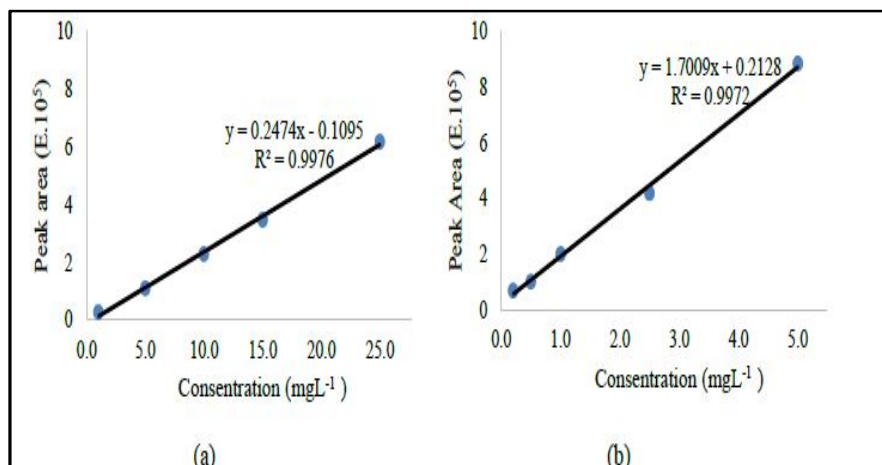 10
8
6
4
2
0
Peak area (E.10⁵)
y = 0.2474x - 0.1095
R² = 0.9976
0.0 5.0 10.0 15.0 20.0 25.0
Consentration (mgL⁻¹ )
(a)
10
8
6
4
2
0
Peak Area (E.10⁵)
y = 1.7009x + 0.2128
R² = 0.9972
0.0 1.0 2.0 3.0 4.0 5.0
Consentration (mgL⁻¹ )
(b)